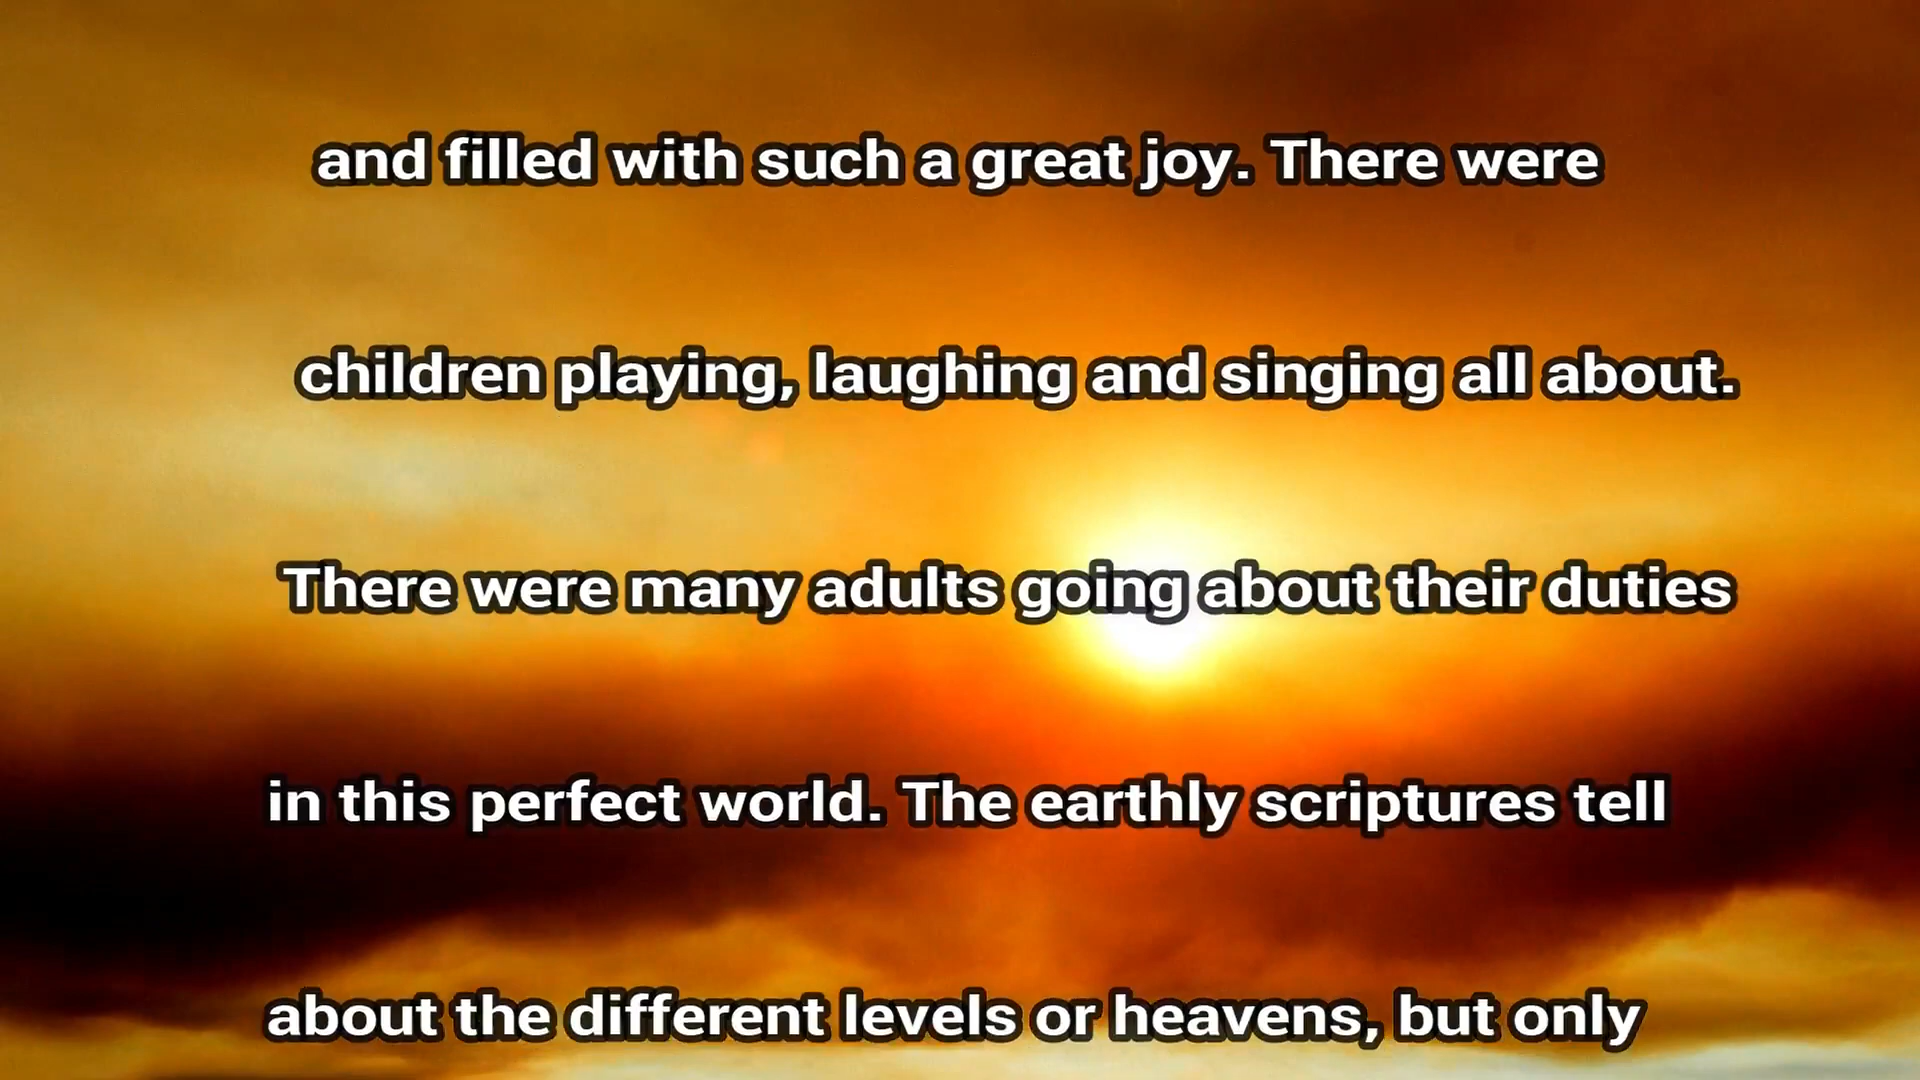 and filled with such a great joy. There were
children playing, laughing and singing all about.
There were many adults going about their duties
in this perfect world. The earthly scriptures tell
about the different levels or heavens, but only